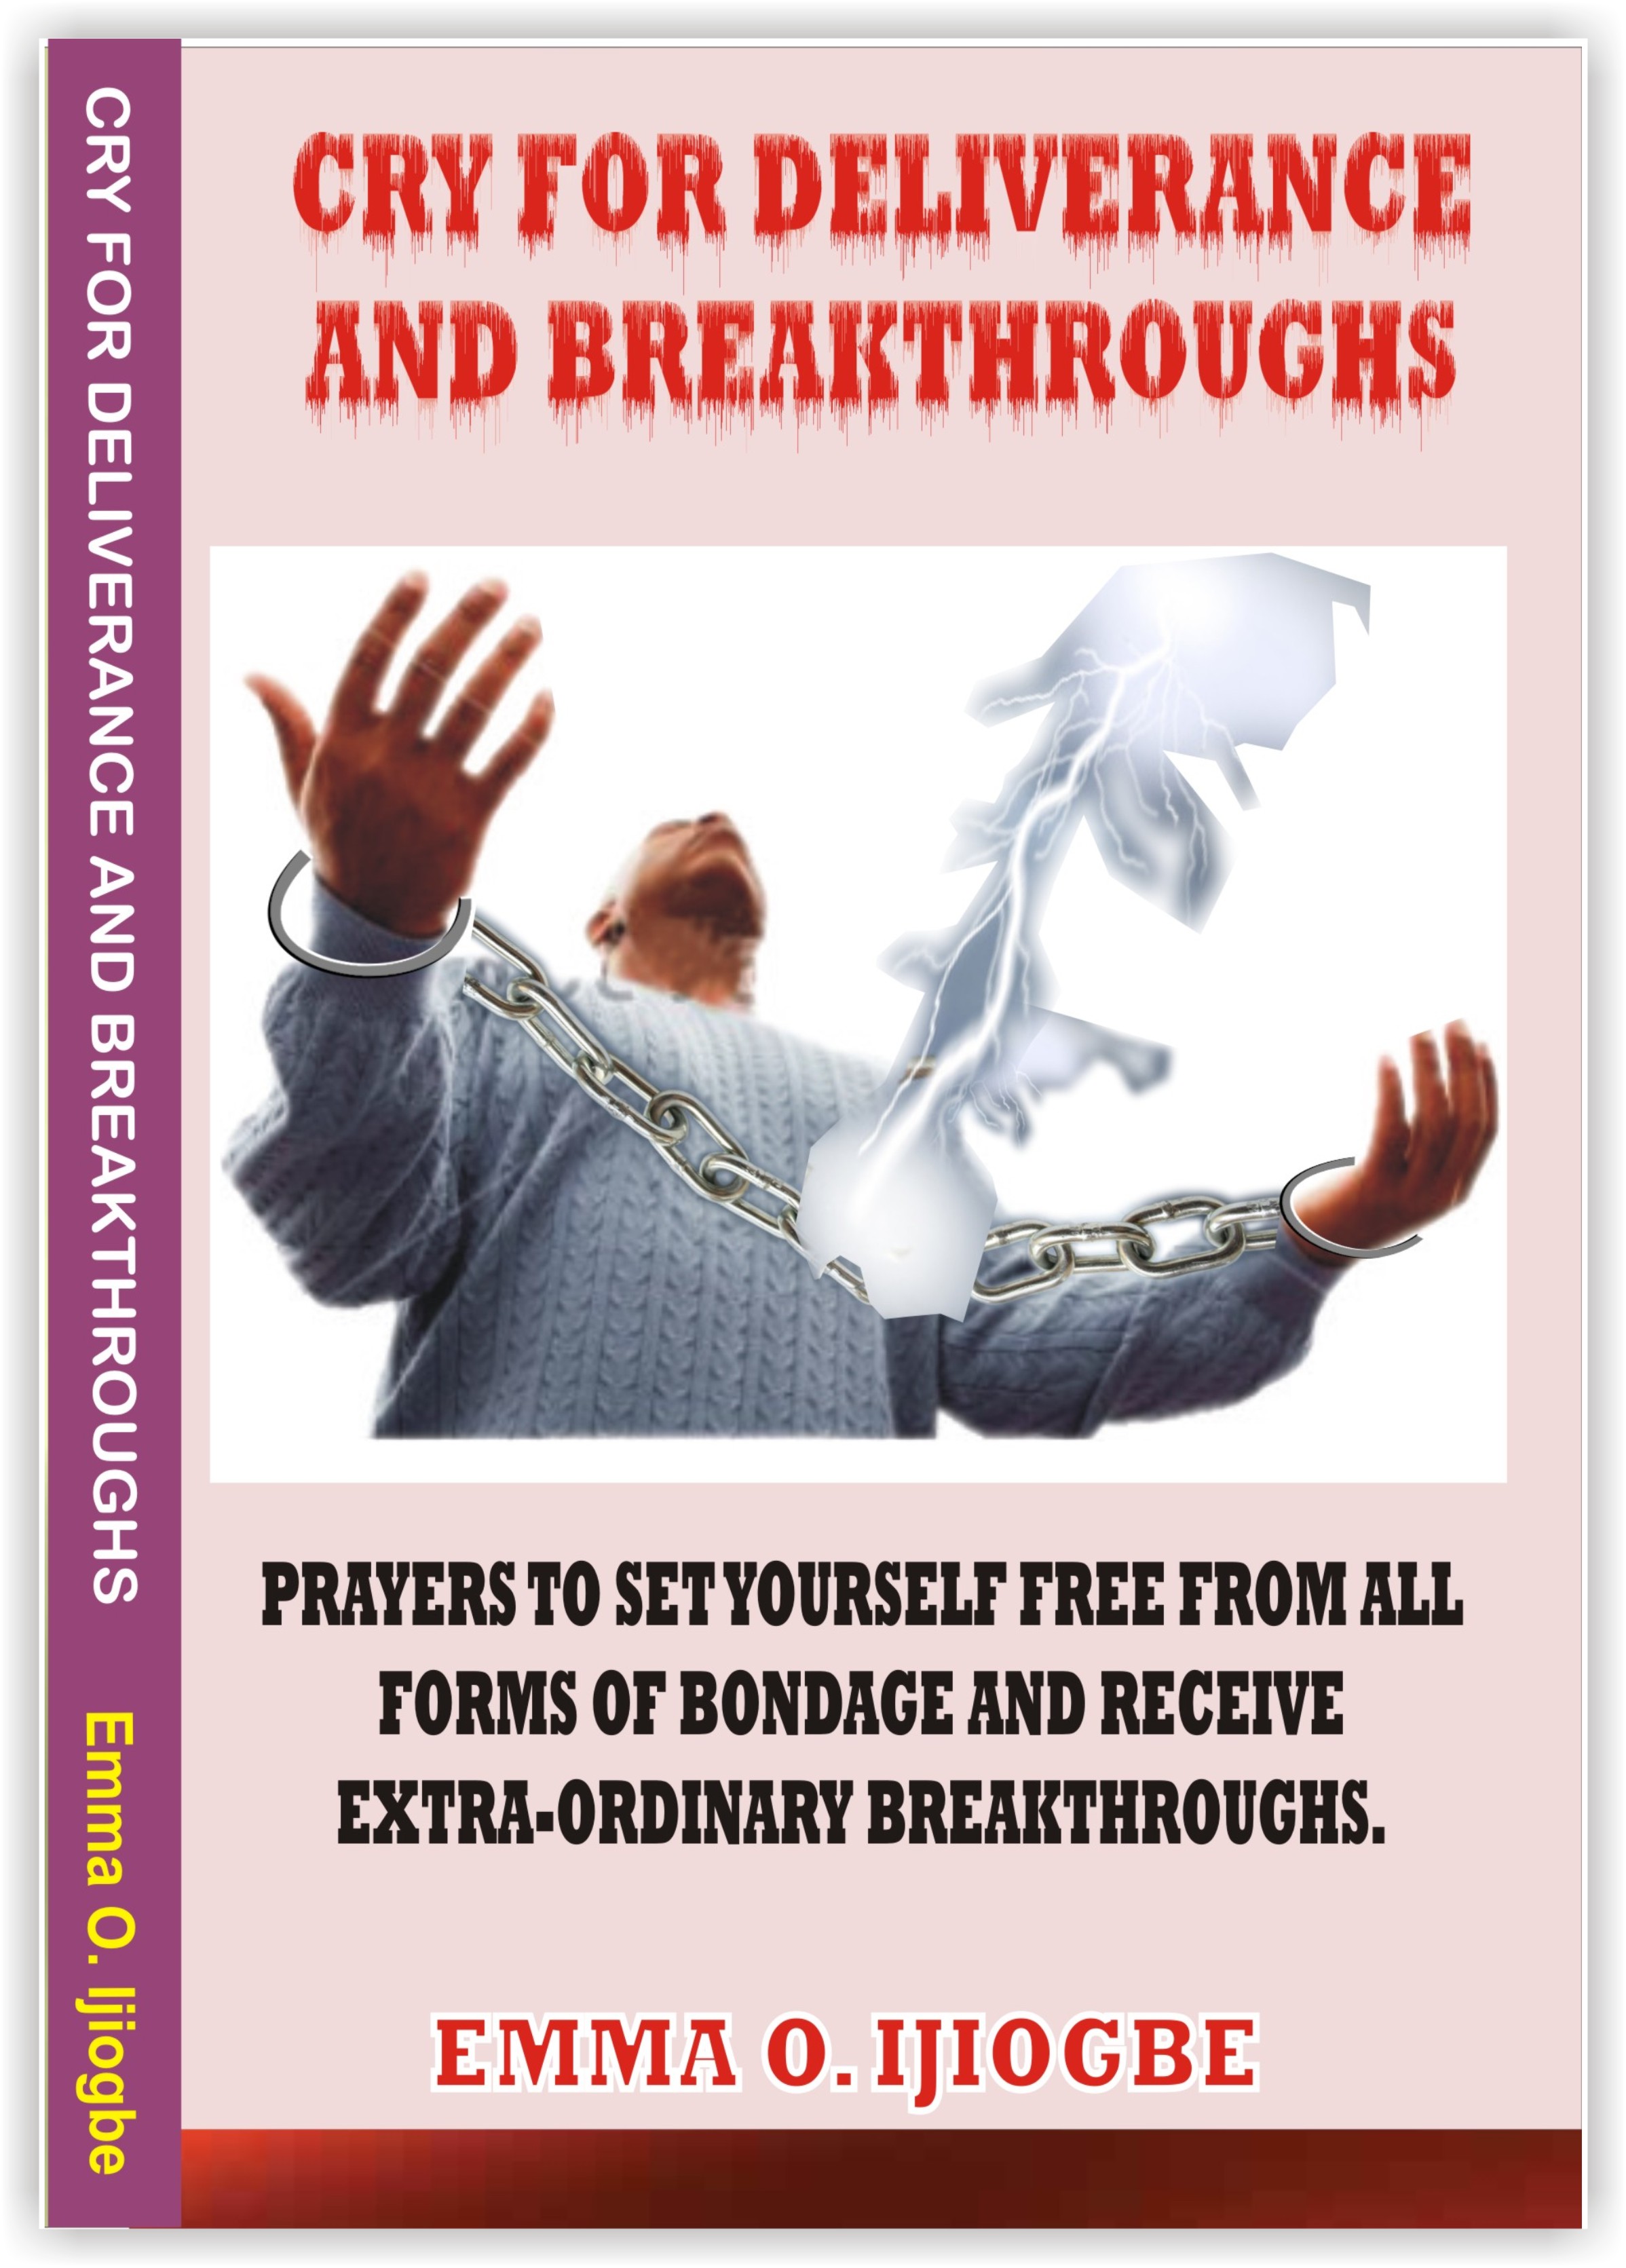 CRY FOR DELIVERANCE AND BREAKTHROUGHS Emma O. Ijiogbe
CRY FOR DELIVERANCE
AND BREAKTHROUGHS
PRAYERS TO SET YOURSELF FREE FROM ALL
FORMS OF BONDAGE AND RECEIVE
EXTRA-ORDINARY BREAKTHROUGHS.
EMMA O. IJIOGBE